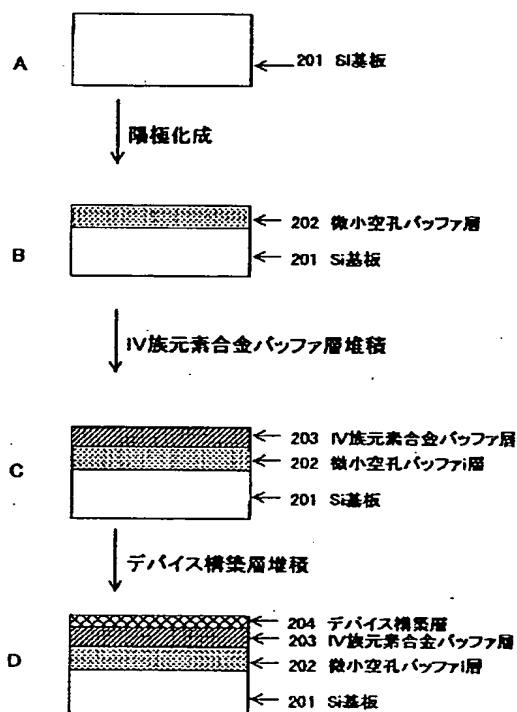 A
201 Si基板
陽極化成
202 微小空孔バッファ層
B
201 Si基板
IV族元素合金バッファ層堆積
203 IV族元素合金バッファ層
202 微小空孔バッファi層
C
201 Si基板
デバイス構築層堆積
204 デバイス構築層
203 IV族元素合金バッファ層
D
202 微小空孔バッファi層
201 Si基板